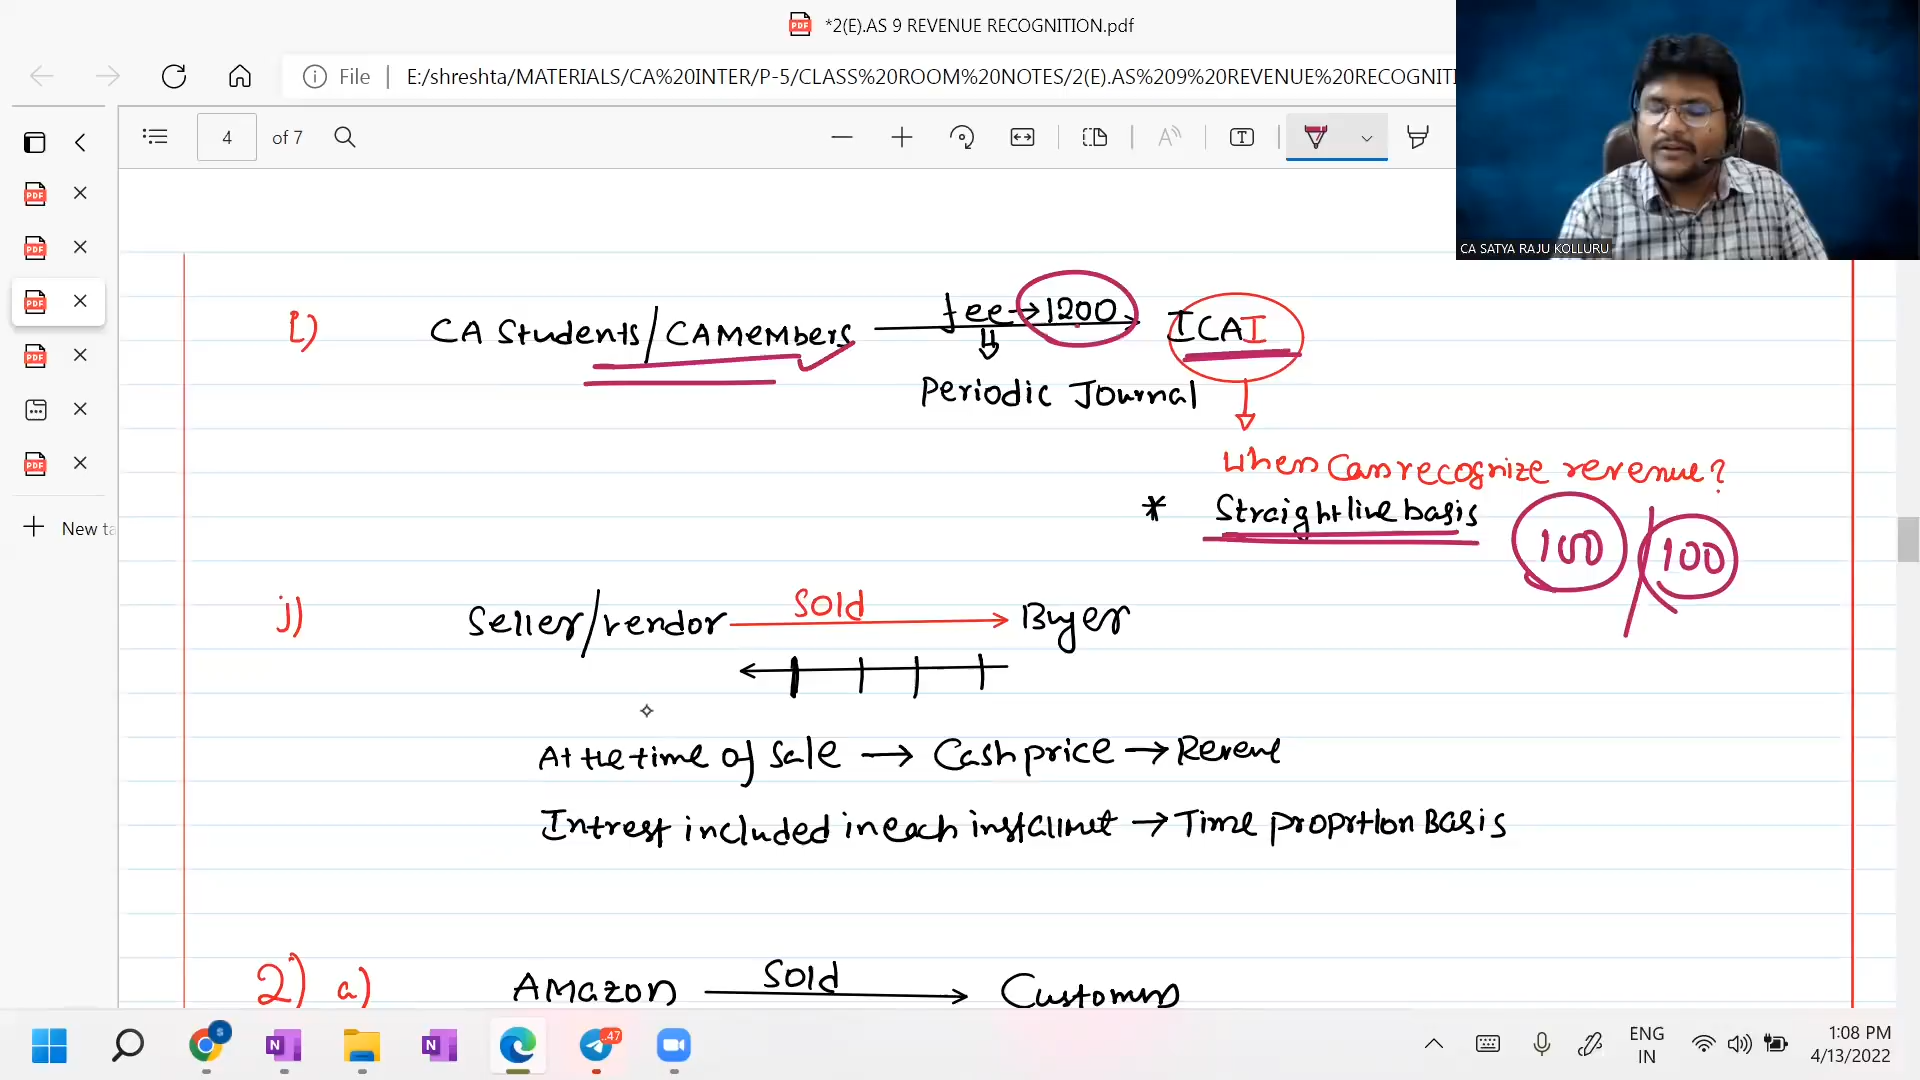 *2(E).AS 9 REVENUE RECOGNITION.pdf
File | E:/shreshta/MATERIALS/CA%20INTER/P-5/CLASS%20ROOM%20NOTES/2(E).AS%209%20REVENUE%20RECOGNITI
4 of 7
CA SATYA RAJU KOLLURU
New ta
i) CA Students/CA Members fee→1200 ICAI
Periodic Journal
When can recognize revenue?
* Straight line basis 100/100
j) Seller/vendor Sold Buyer
At the time of Sale → Cash price → Revenue
Intrest included in each installment → Time proportion Basis
2) a) Amazon Sold Customers
47
ENG
IN
1:08 PM
4/13/2022